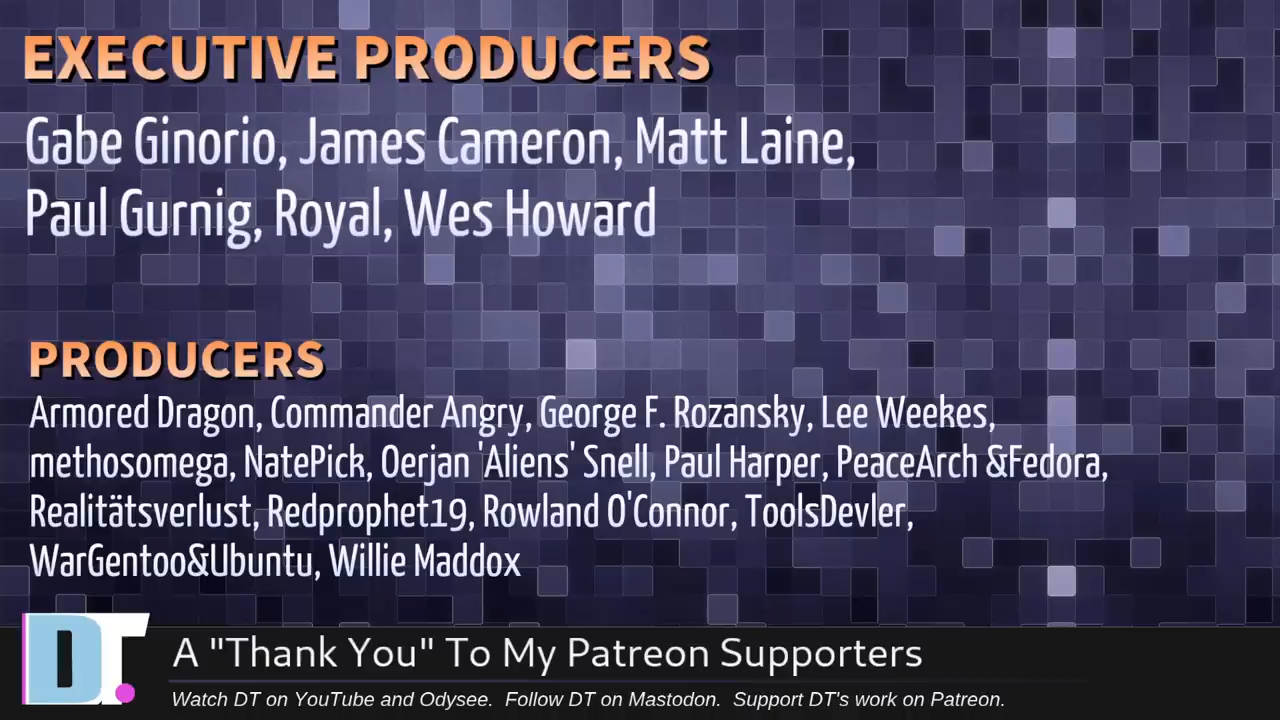 EXECUTIVE PRODUCERS
Gabe Ginorio, James Cameron, Matt Laine,
Paul Gurnig, Royal, Wes Howard
PRODUCERS
Armored Dragon, Commander Angry, George F. Rozansky, Lee Weekes,
methosomega, NatePick, Oerjan 'Aliens' Snell, Paul Harper, PeaceArch &Fedora,
Realitätsverlust, Redprophet19, Rowland O'Connor, ToolsDevler,
WarGentoo&Ubuntu, Willie Maddox
DT
A "Thank You" To My Patreon Supporters
Watch DT on YouTube and Odysee. Follow DT on Mastodon. Support DT's work on Patreon.